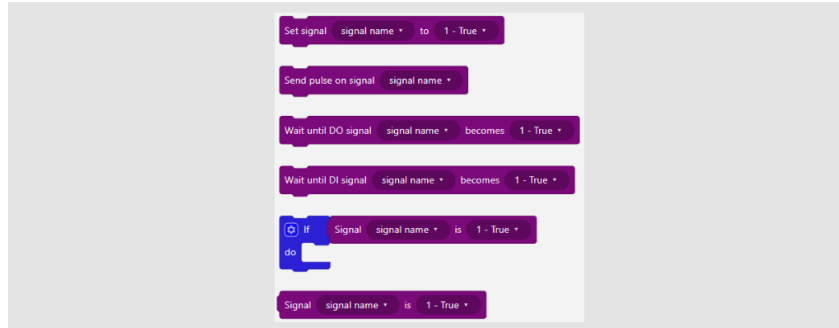 Set signal signal name to 1 - True
Send pulse on signal signal name
Wait until DO signal signal name becomes 1 - True
Wait until DI signal signal name becomes 1 - True
If Signal signal name is 1 - True
do
Signal signal name is 1 - True